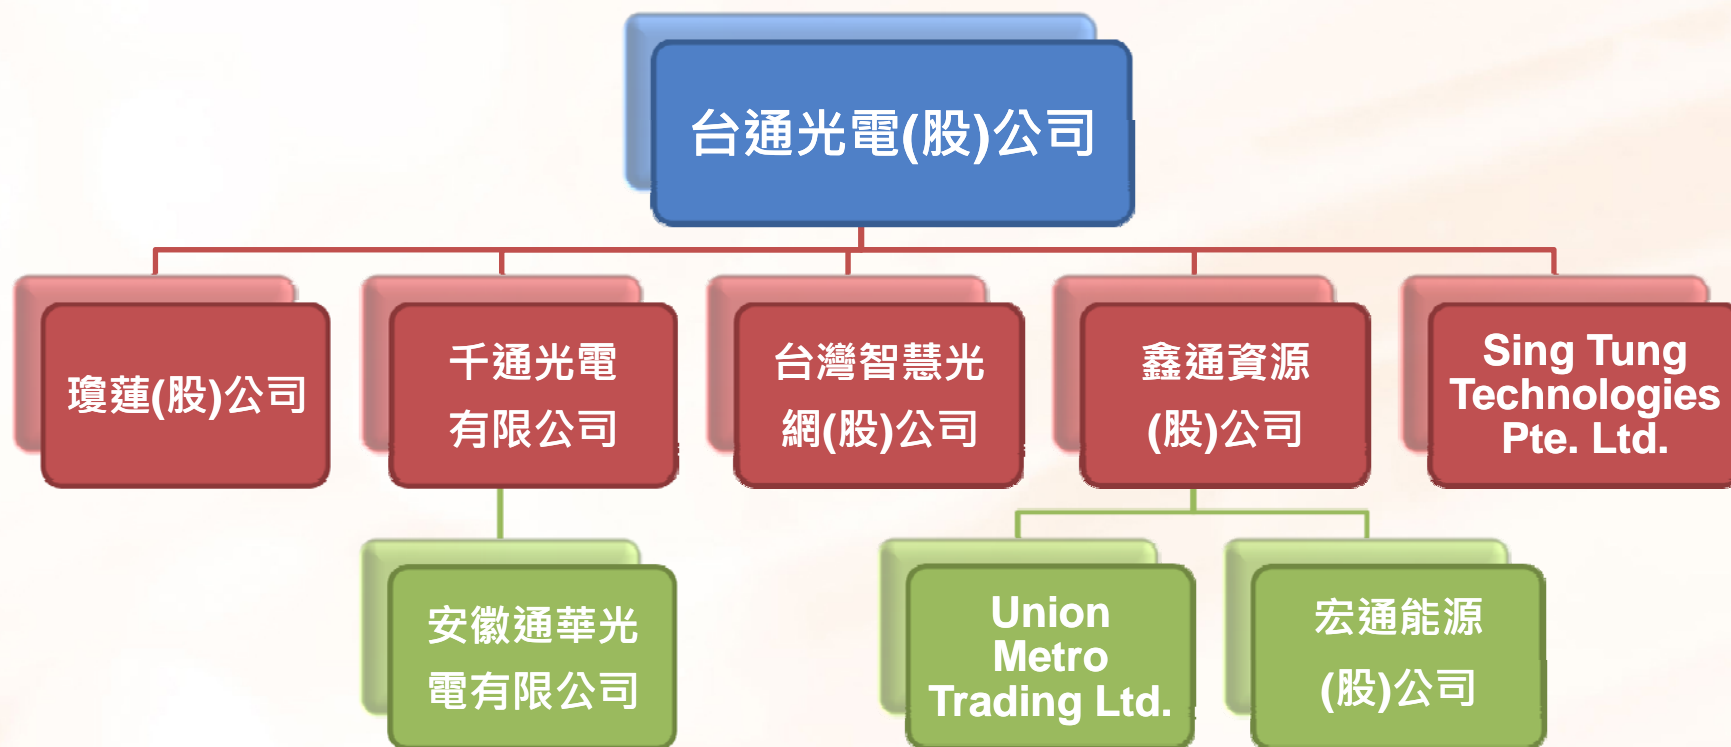 台通光電(股)公司
瓊蓮(股)公司
千通光電
有限公司
台灣智慧光
網(股)公司
鑫通資源
(股)公司
Sing Tung
Technologies
Pte. Ltd.
安徽通華光
電有限公司
Union
Metro
Trading Ltd.
宏通能源
(股)公司